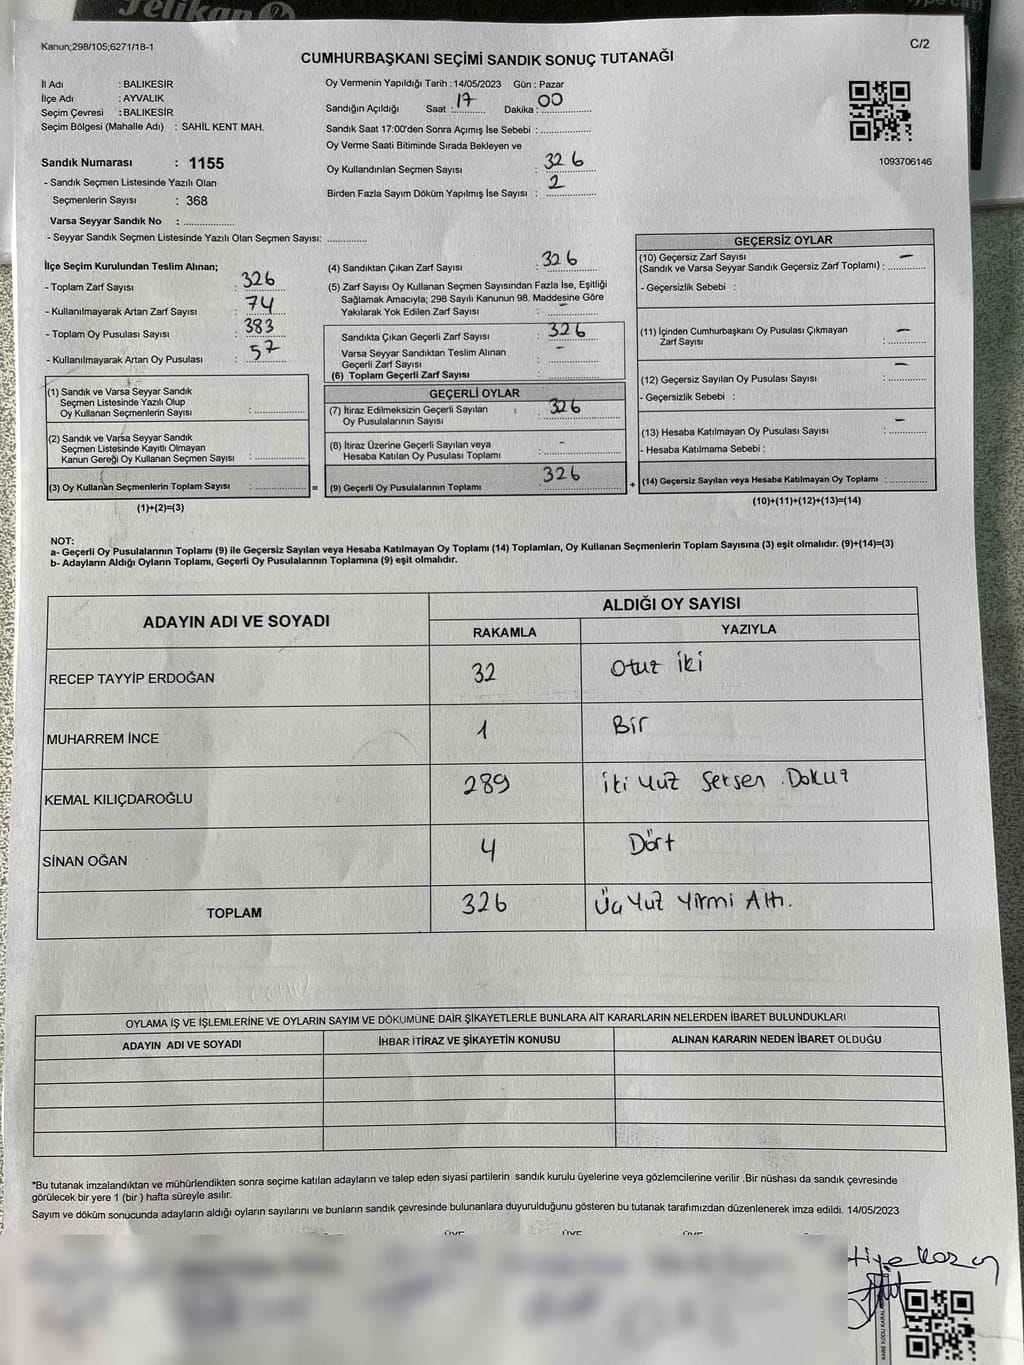 Pelikan
Kanun;298/105;6271/18-1
C/2
CUMHURBAŞKANI SEÇİMİ SANDIK SONUÇ TUTANAĞI
İl Adı : BALIKESİR
İlçe Adı : AYVALIK
Seçim Çevresi : BALIKESİR
Seçim Bölgesi (Mahalle Adı) : SAHİL KENT MAH.
Sandık Numarası : 1155
- Sandık Seçmen Listesinde Yazılı Olan
Seçmenlerin Sayısı : 368
Varsa Seyyar Sandık No : ..............
- Seyyar Sandık Seçmen Listesinde Yazılı Olan Seçmen Sayısı: ..............
Oy Vermenin Yapıldığı Tarih : 14/05/2023 Gün : Pazar
Sandığın Açıldığı Saat : 17 Dakika : 00
Sandık Saat 17:00'den Sonra Açımış İse Sebebi : ..............
Oy Verme Saati Bitiminde Sırada Bekleyen ve
Oy Kullandırılan Seçmen Sayısı : 326
Birden Fazla Sayım Döküm Yapılmış İse Sayısı : 2
1093706146
İlçe Seçim Kurulundan Teslim Alınan;
- Toplam Zarf Sayısı : 326
- Kullanılmayarak Artan Zarf Sayısı : 74
- Toplam Oy Pusulası Sayısı : 383
- Kullanılmayarak Artan Oy Pusulası : 57
(1) Sandık ve Varsa Seyyar Sandık
Seçmen Listesinde Yazılı Olup
Oy Kullanan Seçmenlerin Sayısı : ..............
(2) Sandık ve Varsa Seyyar Sandık
Seçmen Listesinde Kayıtlı Olmayan
Kanun Gereği Oy Kullanan Seçmen Sayısı : ..............
(3) Oy Kullanan Seçmenlerin Toplam Sayısı : ..............
(1)+(2)=(3)
=
(4) Sandıktan Çıkan Zarf Sayısı : 326
(5) Zarf Sayısı Oy Kullanan Seçmen Sayısından Fazla İse, Eşitliği
Sağlamak Amacıyla; 298 Sayılı Kanunun 98. Maddesine Göre
Yakılarak Yok Edilen Zarf Sayısı : -
Sandıkta Çıkan Geçerli Zarf Sayısı : 326
Varsa Seyyar Sandıktan Teslim Alınan -
Geçerli Zarf Sayısı : ..............
(6) Toplam Geçerli Zarf Sayısı ..............
GEÇERLİ OYLAR
(7) İtiraz Edilmeksizin Geçerli Sayılan
Oy Pusulalarının Sayısı : 326
(8) İtiraz Üzerine Geçerli Sayılan veya
Hesaba Katılan Oy Pusulası Toplamı : -
(9) Geçerli Oy Pusulalarının Toplamı : 326
+
GEÇERSİZ OYLAR
(10) Geçersiz Zarf Sayısı
(Sandık ve Varsa Seyyar Sandık Geçersiz Zarf Toplamı) : -
- Geçersizlik Sebebi :
(11) İçinden Cumhurbaşkanı Oy Pusulası Çıkmayan
Zarf Sayısı : -
(12) Geçersiz Sayılan Oy Pusulası Sayısı : -
- Geçersizlik Sebebi :
(13) Hesaba Katılmayan Oy Pusulası Sayısı : -
- Hesaba Katılmama Sebebi :
(14) Geçersiz Sayılan veya Hesaba Katılmayan Oy Toplamı : ..............
(10)+(11)+(12)+(13)=(14)
NOT:
a- Geçerli Oy Pusulalarının Toplamı (9) ile Geçersiz Sayılan veya Hesaba Katılmayan Oy Toplamı (14) Toplamları, Oy Kullanan Seçmenlerin Toplam Sayısına (3) eşit olmalıdır. (9)+(14)=(3)
b- Adayların Aldığı Oyların Toplamı, Geçerli Oy Pusulalarının Toplamına (9) eşit olmalıdır.
ADAYIN ADI VE SOYADI
ALDIĞI OY SAYISI
RAKAMLA YAZIYLA
RECEP TAYYİP ERDOĞAN 32 Otuz iki
MUHARREM İNCE 1 Bir
KEMAL KILIÇDAROĞLU 289 iki Yüz Seksen Dokuz
SİNAN OĞAN 4 Dört
TOPLAM 326 Üç Yuz Yirmi Altı.
OYLAMA İŞ VE İŞLEMLERİNE VE OYLARIN SAYIM VE DÖKÜMÜNE DAİR ŞİKAYETLERLE BUNLARA AİT KARARLARIN NELERDEN İBARET BULUNDUKLARI
ADAYIN ADI VE SOYADI İHBAR İTİRAZ VE ŞİKAYETİN KONUSU ALINAN KARARIN NEDEN İBARET OLDUĞU
*Bu tutanak imzalandıktan ve mühürlendikten sonra seçime katılan adayların ve talep eden siyasi partilerin sandık kurulu üyelerine veya gözlemcilerine verilir .Bir nüshası da sandık çevresinde
görülecek bir yere 1 (bir ) hafta süreyle asılır.
Sayım ve döküm sonucunda adayların aldığı oyların sayılarını ve bunların sandık çevresinde bulunanlara duyurulduğunu gösteren bu tutanak tarafımızdan düzenlenerek imza edildi. 14/05/2023
ÜYE ÜYE ÜYE